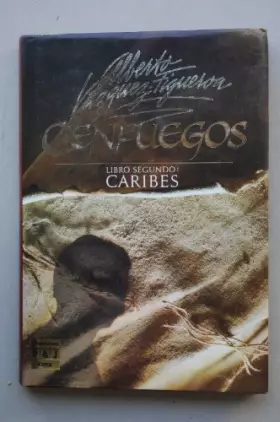 Alberto
Vázquez-Figueroa
CIENFUEGOS
LIBRO SEGUNDO:
CARIBES